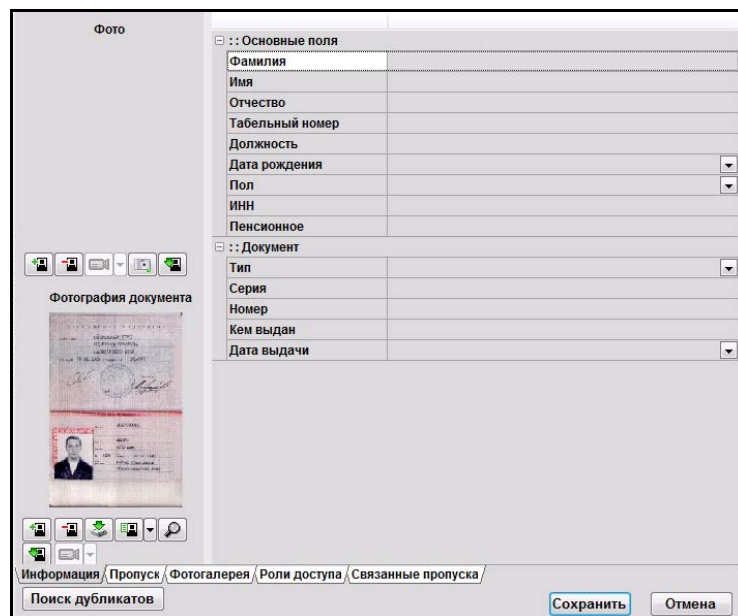 Фото
:: Основные поля
Фамилия
Имя
Отчество
Табельный номер
Должность
Дата рождения
Пол
ИНН
Пенсионное
:: Документ
Тип
Серия
Номер
Кем выдан
Дата выдачи
Фотография документа
Информация Пропуск Фотогалерея Роли доступа Связанные пропуска
Поиск дубликатов Сохранить Отмена